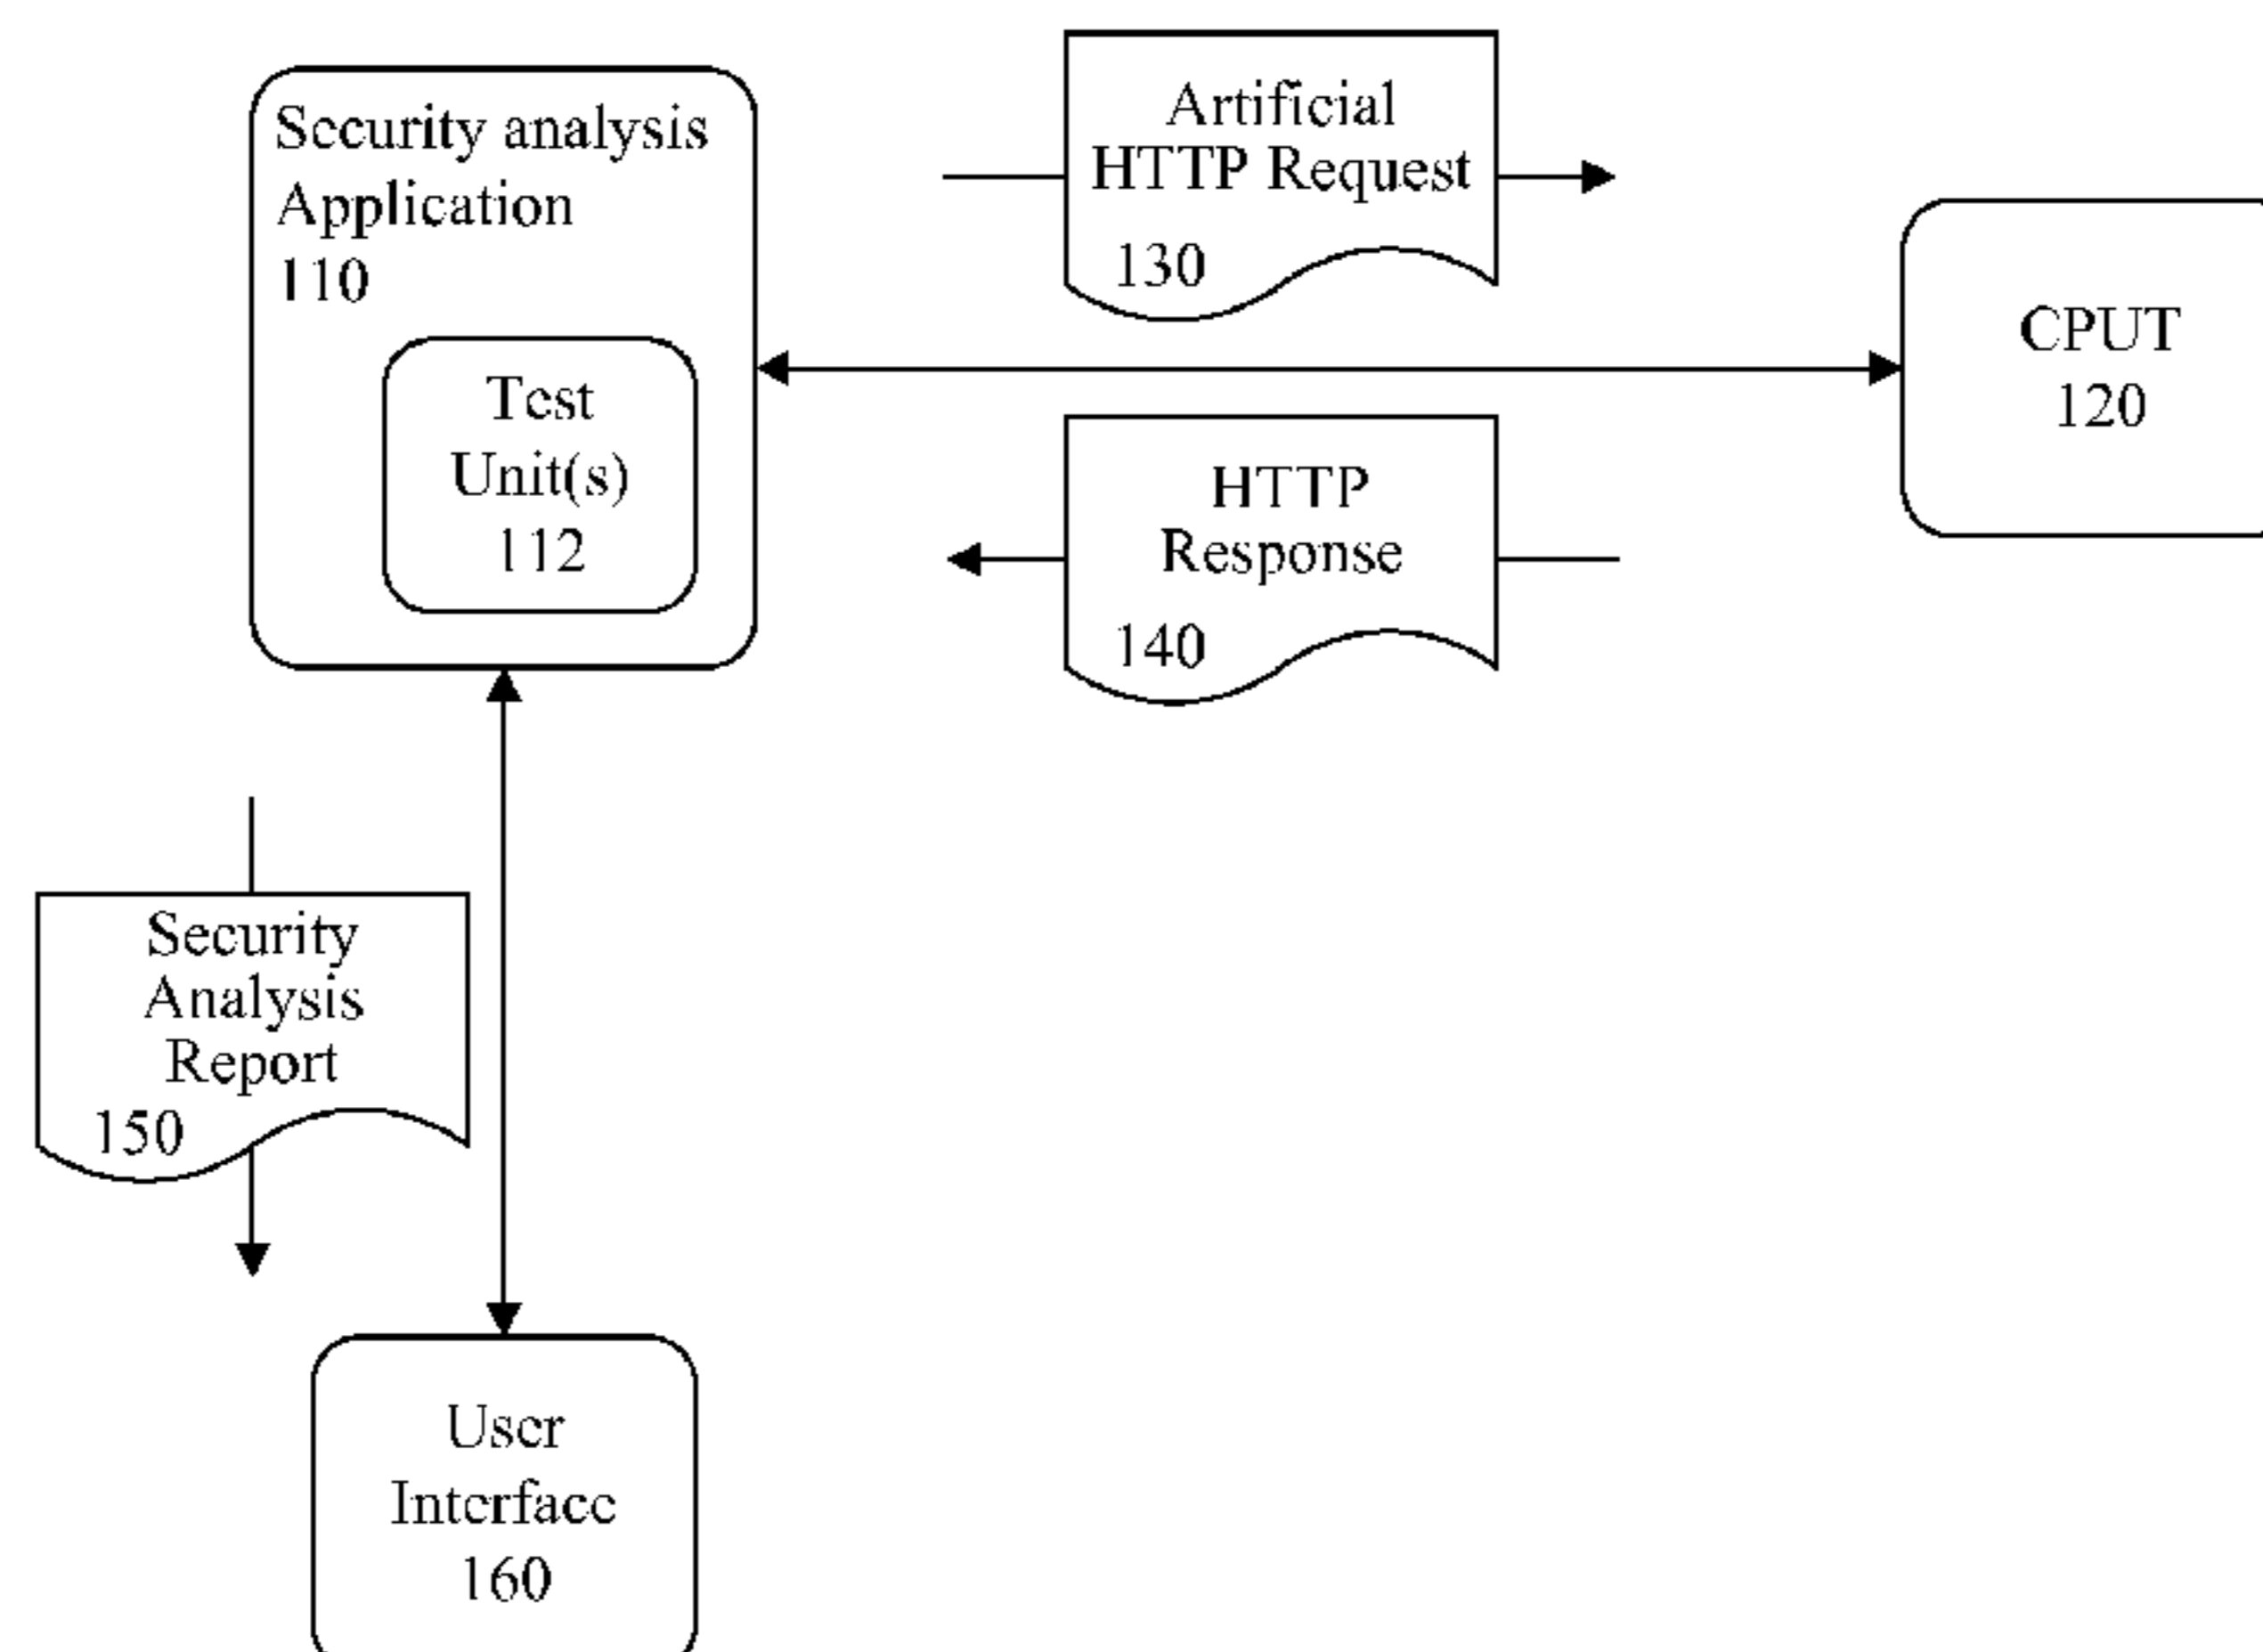 Security analysis
Application
110
Test
Unit(s)
112
Artificial
HTTP Request
130
CPUT
120
HTTP
Response
140
Security
Analysis
Report
150
User
Interface
160